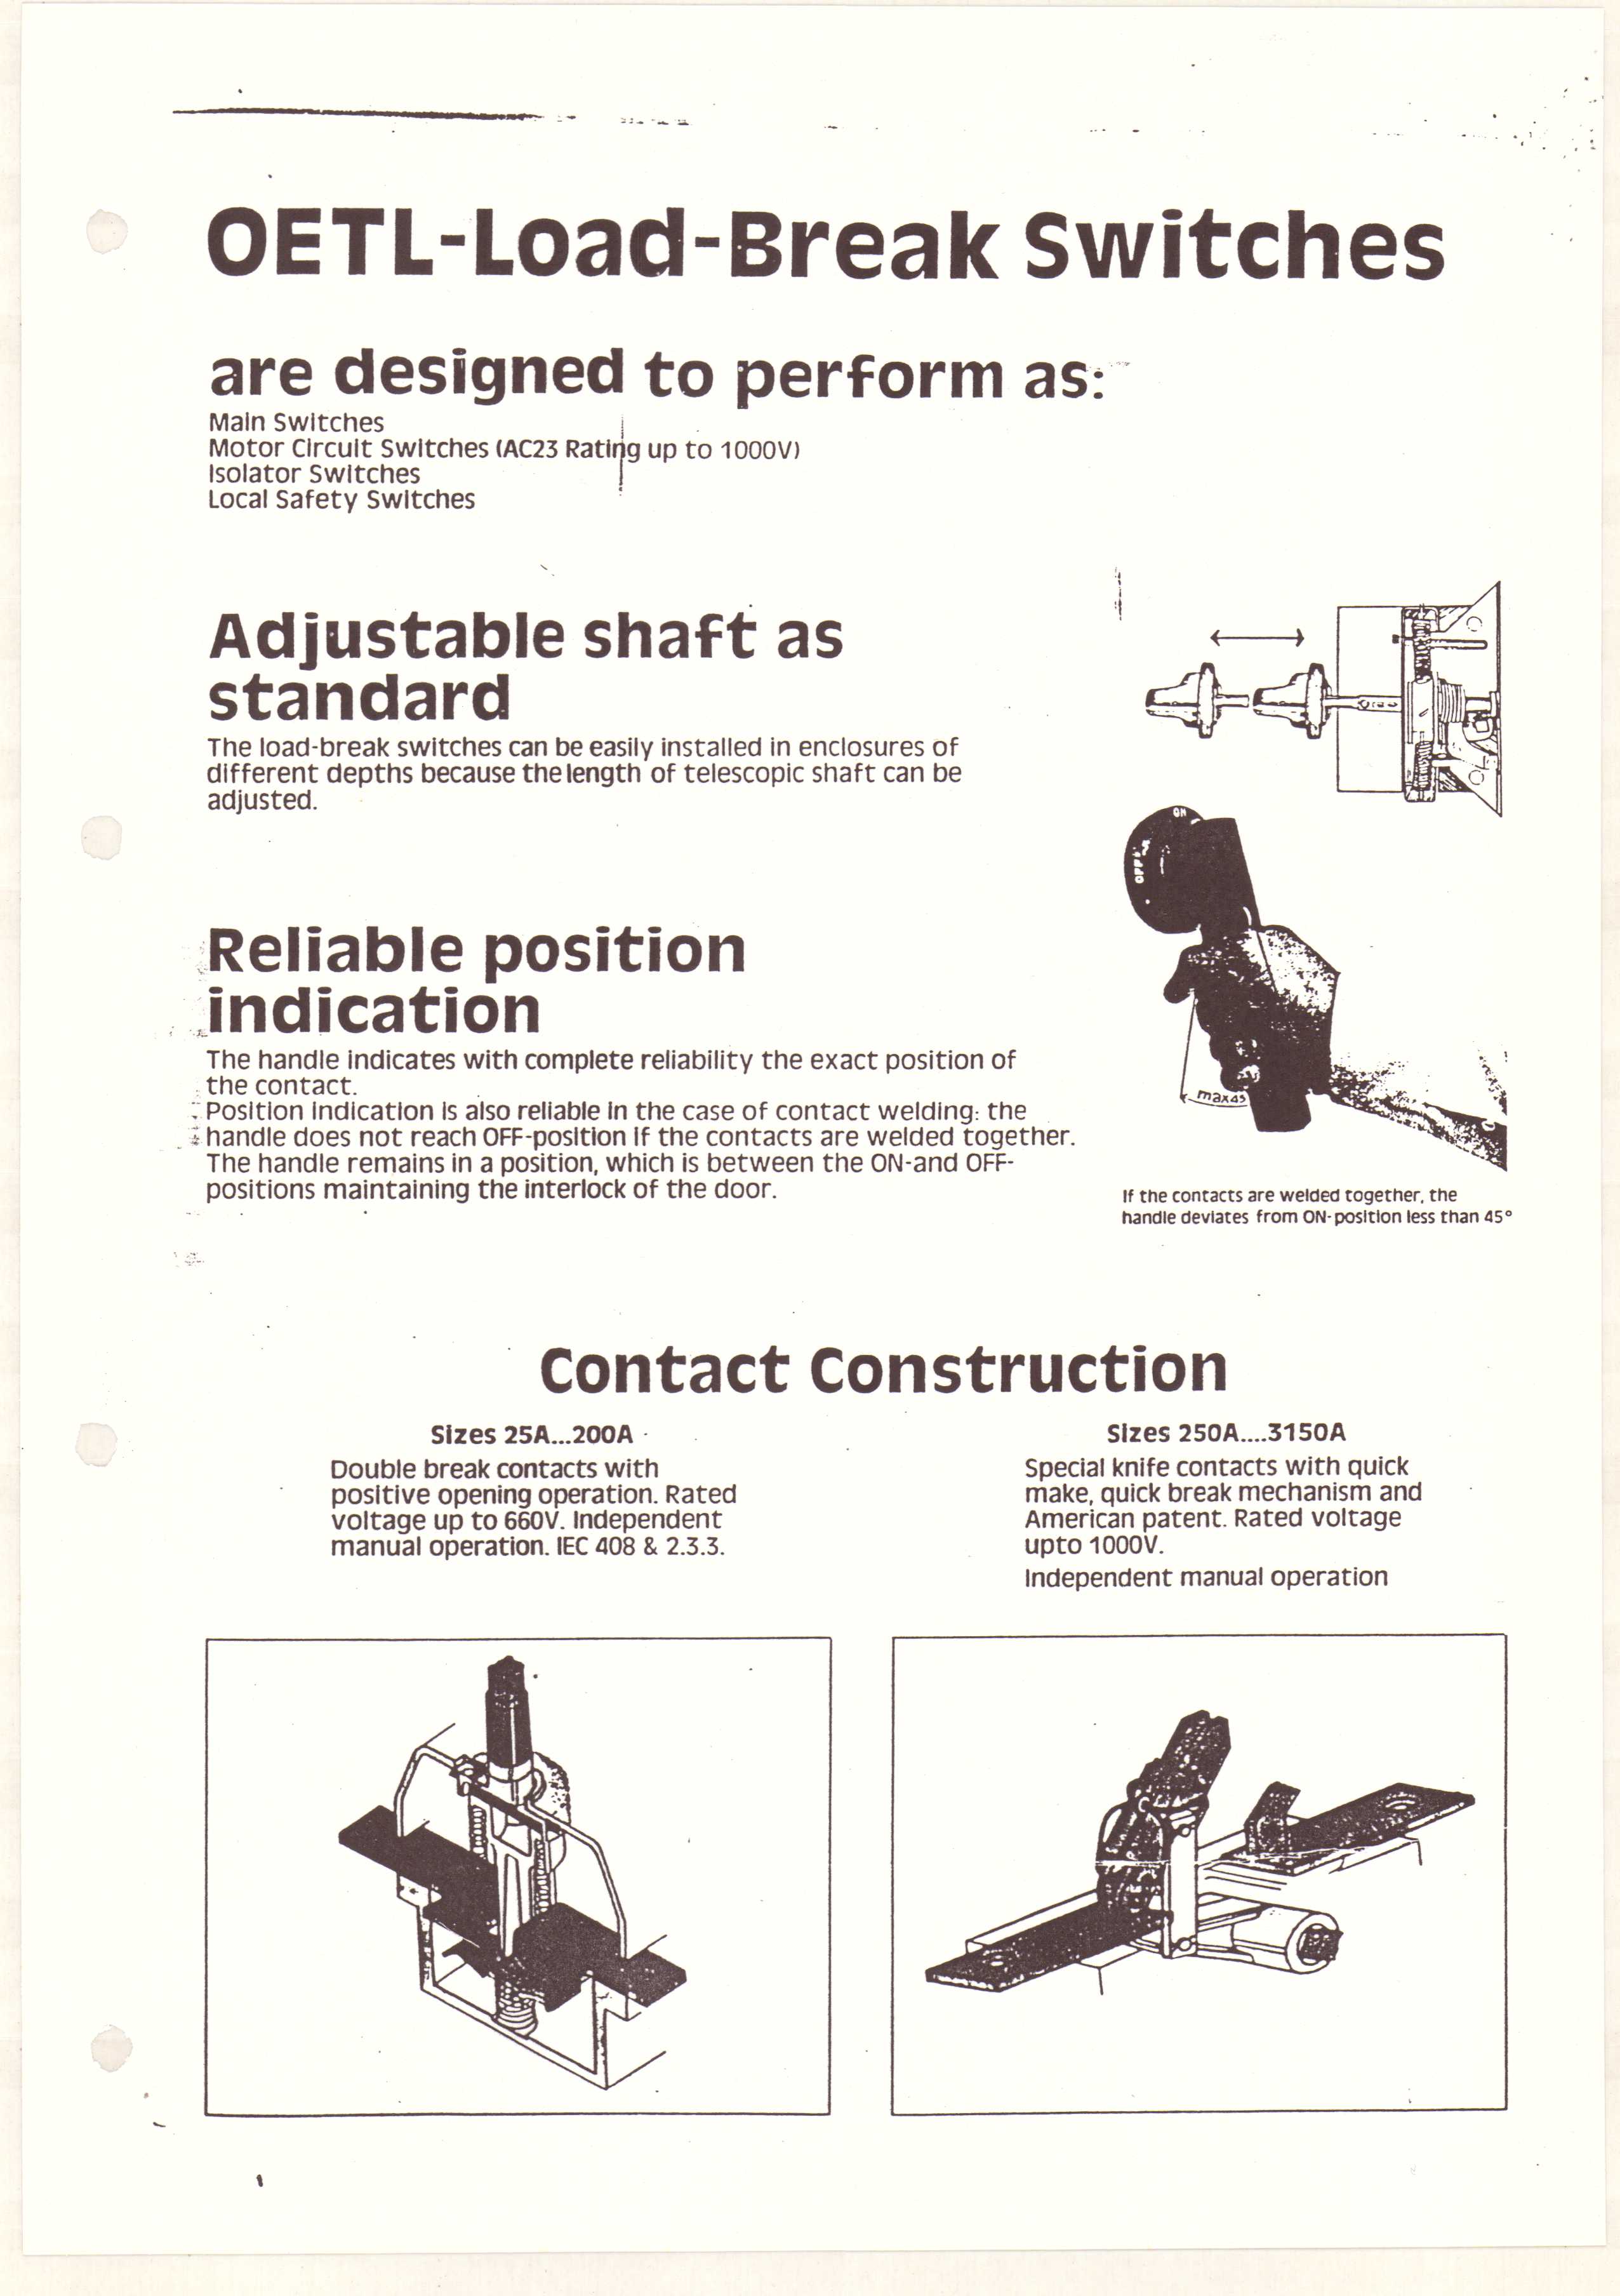 OETL-Load-Break Switches
are designed to perform as:
Main Switches
Motor Circuit Switches (AC23 Rating up to 1000V)
Isolator Switches
Local Safety Switches
Adjustable shaft as
standard
The load-break switches can be easily installed in enclosures of
different depths because the length of telescopic shaft can be
adjusted.
ON
OFF
Reliable position
indication
The handle indicates with complete reliability the exact position of
the contact.
Position indication is also reliable in the case of contact welding: the
handle does not reach OFF-position if the contacts are welded together.
The handle remains in a position, which is between the ON-and OFF-
positions maintaining the interlock of the door.
max45
If the contacts are welded together, the
handle deviates from ON-position less than 45°
Contact Construction
Sizes 25A...200A
Double break contacts with
positive opening operation. Rated
voltage up to 660V. Independent
manual operation. IEC 408 & 2.3.3.
Sizes 250A....3150A
Special knife contacts with quick
make, quick break mechanism and
American patent. Rated voltage
upto 1000V.
Independent manual operation